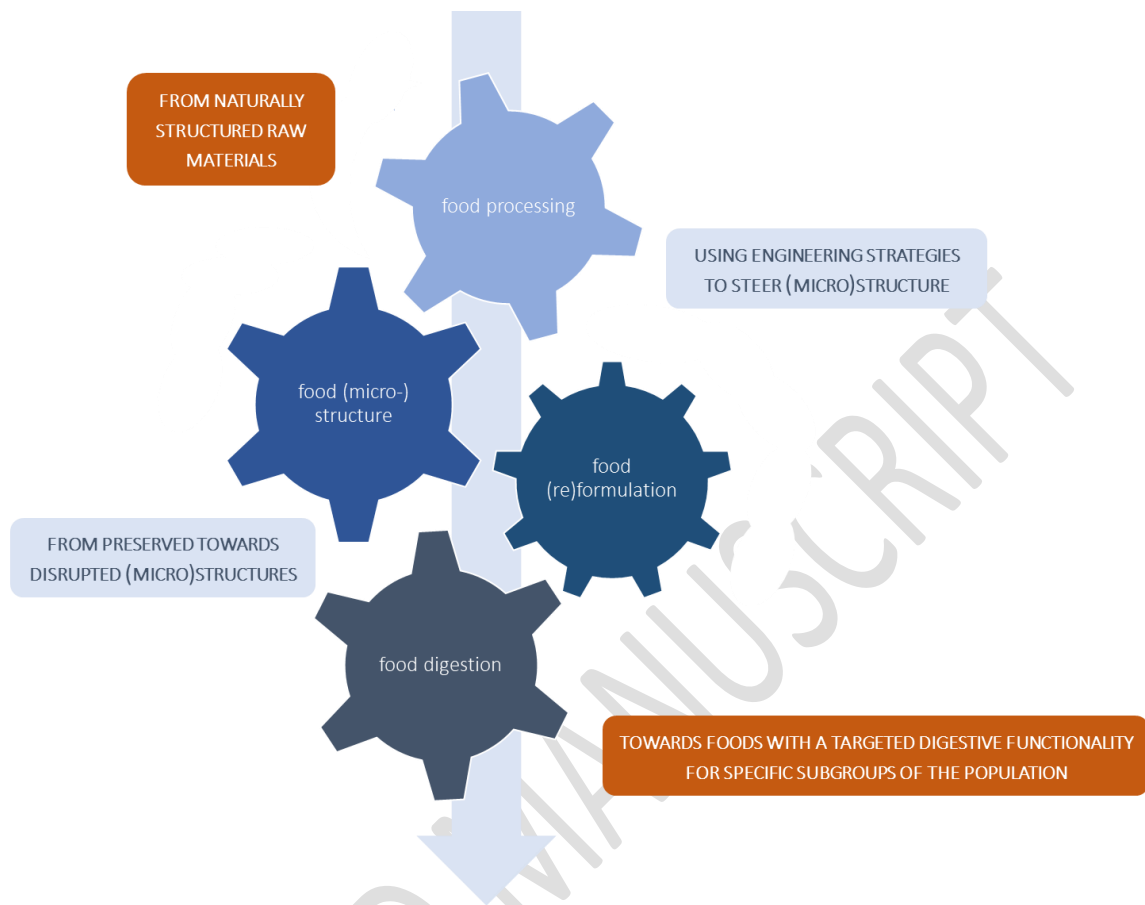 FROM NATURALLY
STRUCTURED RAW
MATERIALS
food processing
USING ENGINEERING STRATEGIES
TO STEER (MICRO)STRUCTURE
food (micro-)
structure
food
(re)formulation
FROM PRESERVED TOWARDS
DISRUPTED (MICRO)STRUCTURES
food digestion
TOWARDS FOODS WITH A TARGETED DIGESTIVE FUNCTIONALITY
FOR SPECIFIC SUBGROUPS OF THE POPULATION
MANUSCRIPT